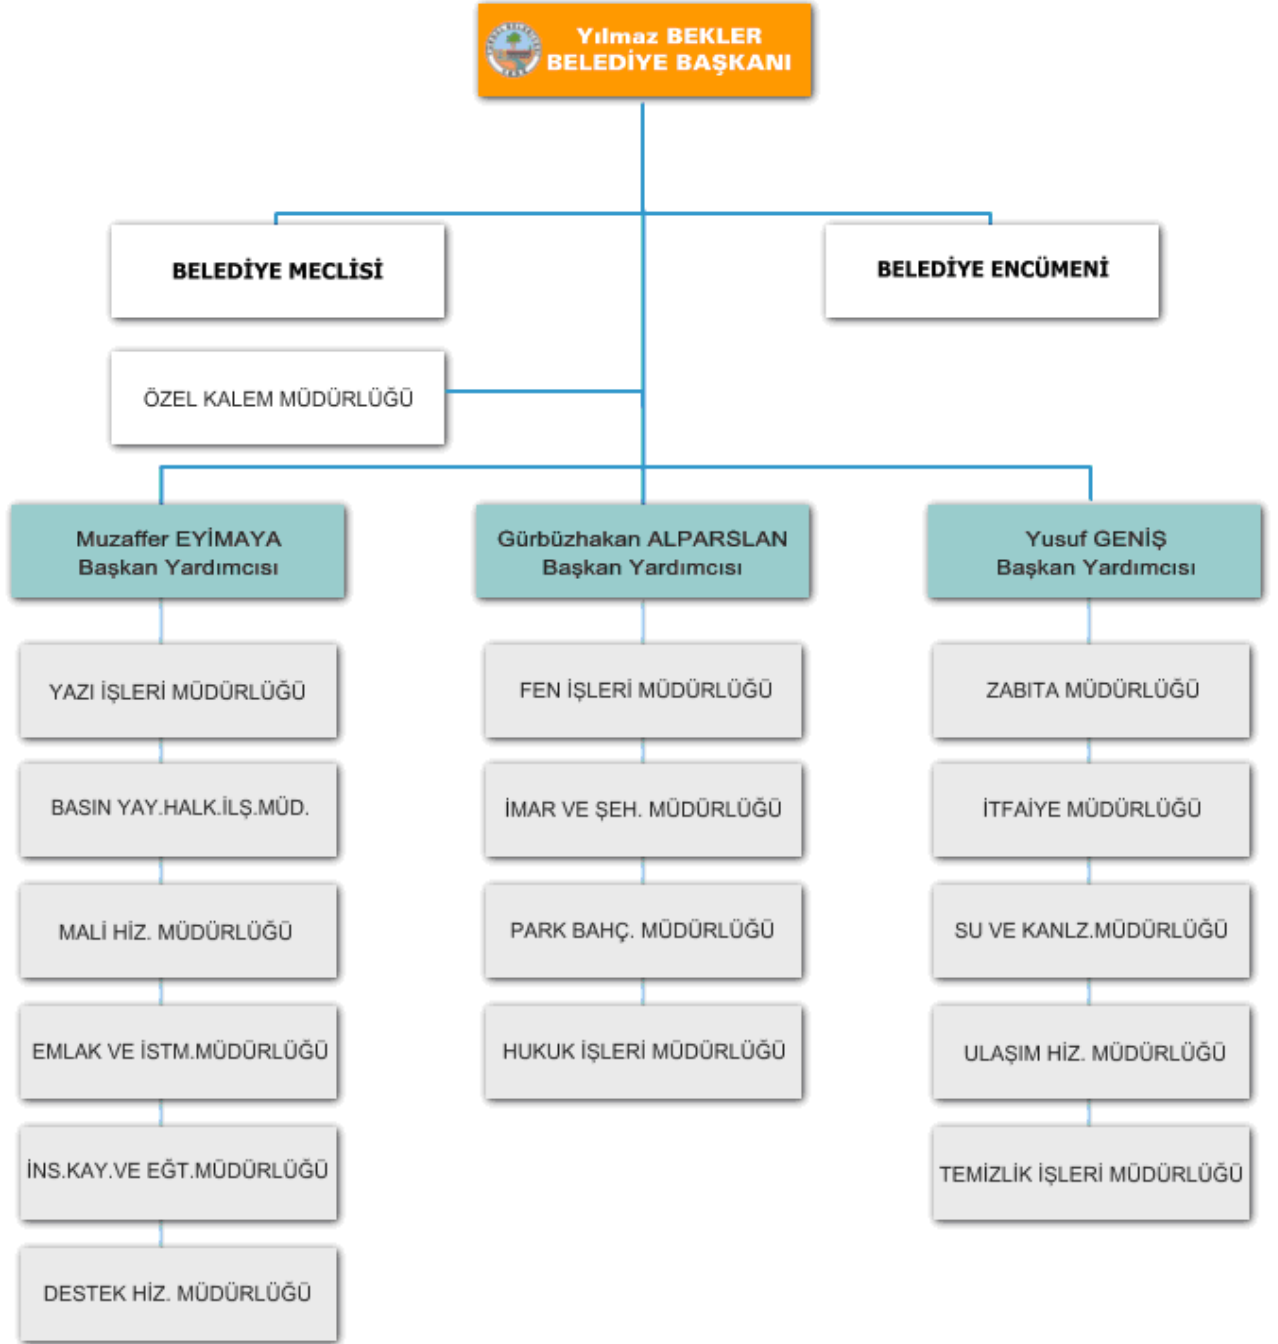 Yılmaz BEKLER
BELEDİYE BAŞKANI
BELEDİYE MECLİSİ
BELEDİYE ENCÜMENİ
ÖZEL KALEM MÜDÜRLÜĞÜ
Muzaffer EYİMAYA
Başkan Yardımcısı
Gürbüzhakan ALPARSLAN
Başkan Yardımcısı
Yusuf GENİŞ
Başkan Yardımcısı
YAZI İŞLERİ MÜDÜRLÜĞÜ
BASIN YAY.HALK.İLŞ.MÜD.
MALİ HİZ. MÜDÜRLÜĞÜ
EMLAK VE İSTM.MÜDÜRLÜĞÜ
İNS.KAY.VE EĞT.MÜDÜRLÜĞÜ
DESTEK HİZ. MÜDÜRLÜĞÜ
FEN İŞLERİ MÜDÜRLÜĞÜ
İMAR VE ŞEH. MÜDÜRLÜĞÜ
PARK BAHÇ. MÜDÜRLÜĞÜ
HUKUK İŞLERİ MÜDÜRLÜĞÜ
ZABITA MÜDÜRLÜĞÜ
İTFAİYE MÜDÜRLÜĞÜ
SU VE KANLZ.MÜDÜRLÜĞÜ
ULAŞIM HİZ. MÜDÜRLÜĞÜ
TEMİZLİK İŞLERİ MÜDÜRLÜĞÜ